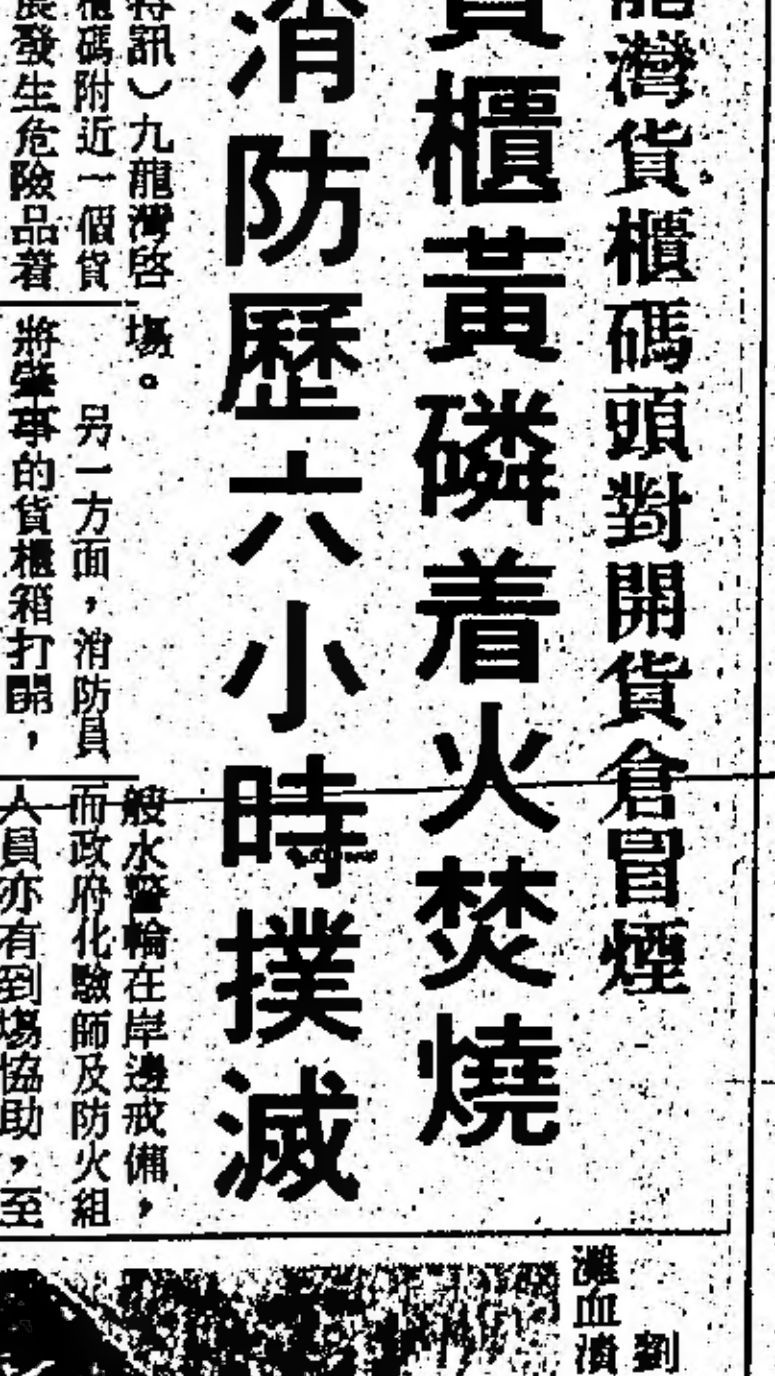 龍灣貨櫃碼頭對開貨倉冒煙
貨櫃黃磷着火焚燒
消防歷六小時撲滅
特訊）九龍灣啓
櫃碼附近一個貨
晨發生危險品着
場。
另一方面，消防員
將肇事的貨櫃箱打開，
艘水警輪在岸邊戒備，
而政府化驗師及防火組
人員亦有到場協助，至
劉
灘血漬